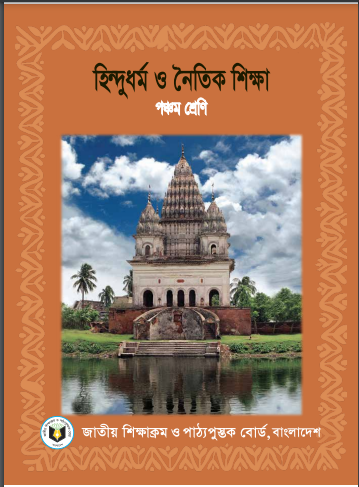 হিন্দুধর্ম ও নৈতিক শিক্ষা
পঞ্চম শ্রেণি
জাতীয় শিক্ষাক্রম ও পাঠ্যপুস্তক বোর্ড, বাংলাদেশ